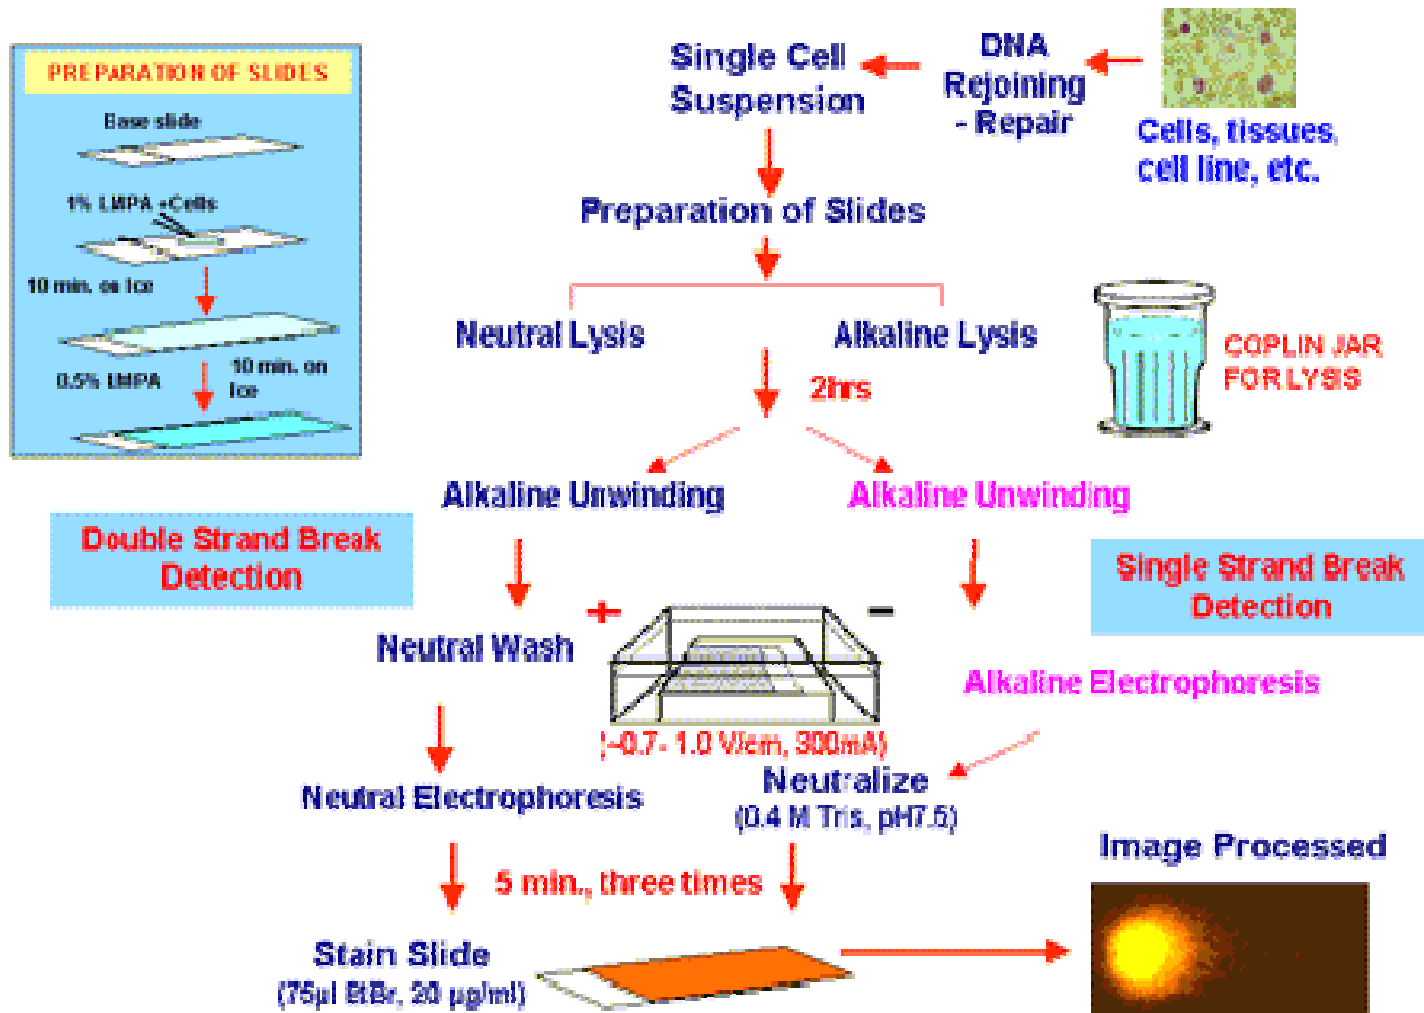 PREPARATION OF SLIDES
Base slide
1% LMPA +Cells
10 min. on Ice
0.5% LMPA
10 min. on
Ice
Single Cell
Suspension
DNA
Rejoining
- Repair
Cells, tissues,
cell line, etc.
Preparation of Slides
Neutral Lysis
Alkaline Lysis
COPLIN JAR
FOR LYSIS
2hrs
Alkaline Unwinding
Alkaline Unwinding
Double Strand Break
Detection
Single Strand Break
Detection
+
−
Neutral Wash
Alkaline Electrophoresis
(~0.7- 1.0 V/cm, 300mA)
Neutral Electrophoresis
Neutralize
(0.4 M Tris, pH7.5)
5 min., three times
Image Processed
Stain Slide
(75µl EtBr, 20 µg/ml)